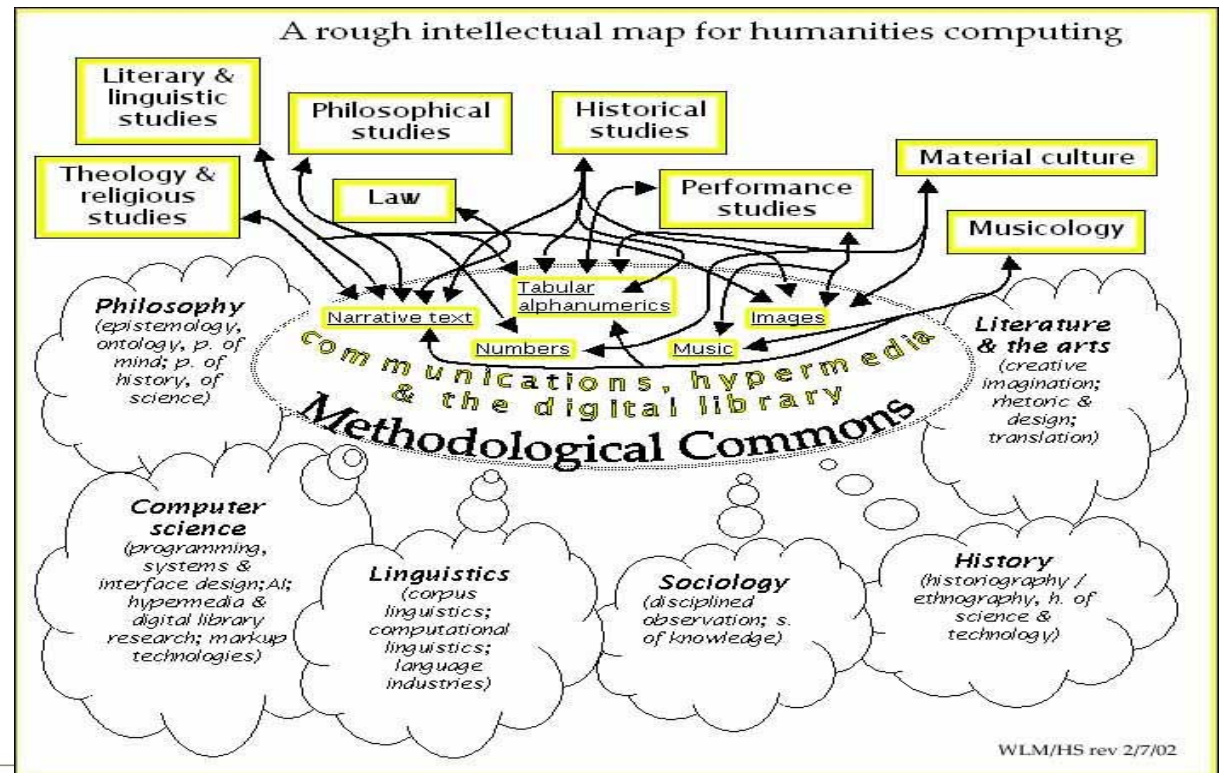 A rough intellectual map for humanities computing
Literary &
linguistic
studies
Philosophical
studies
Historical
studies
Material culture
Theology &
religious
studies
Law
Performance
studies
Musicology
Philosophy
(epistemology,
ontology, p. of
mind; p. of
history, of
science)
Narrative text
Tabular
alphanumerics
Images
Numbers
Music
communications, hypermedia
& the digital library
Methodological Commons
Literature
& the arts
(creative
imagination;
rhetoric &
design;
translation)
Computer
science
(programming,
systems &
interface design;AI;
hypermedia &
digital library
research; markup
technologies)
Linguistics
(corpus
linguistics;
computational
linguistics;
language
industries)
Sociology
(disciplined
observation; s.
of knowledge)
History
(historiography /
ethnography, h. of
science &
technology)
WLM/HS rev 2/7/02